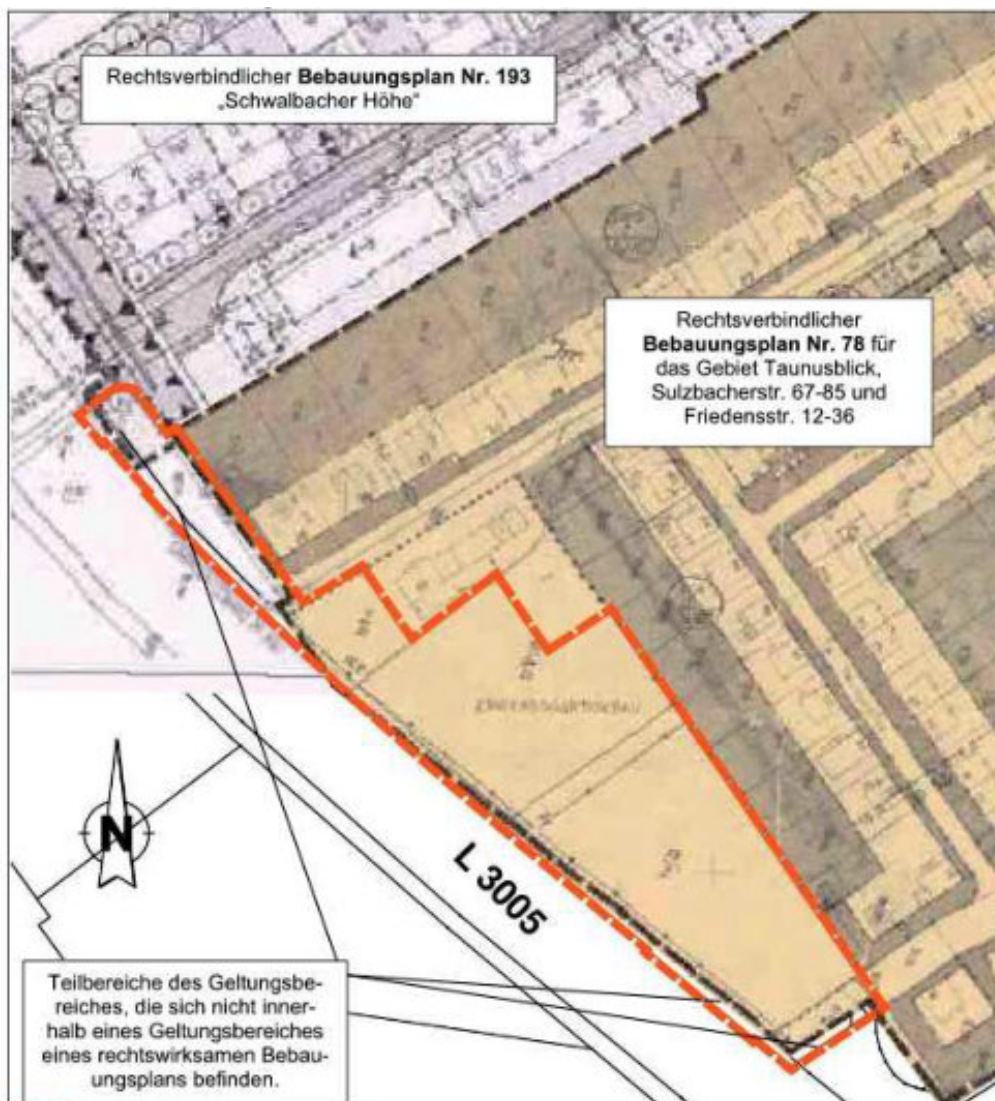 Rechtsverbindlicher Bebauungsplan Nr. 193
„Schwalbacher Höhe“
Rechtsverbindlicher
Bebauungsplan Nr. 78 für
das Gebiet Taunusblick,
Sulzbacherstr. 67-85 und
Friedensstr. 12-36
N
L 3005
Teilbereiche des Geltungsbe-
reiches, die sich nicht inner-
halb eines Geltungsbereiches
eines rechtswirksamen Bebau-
ungsplans befinden.